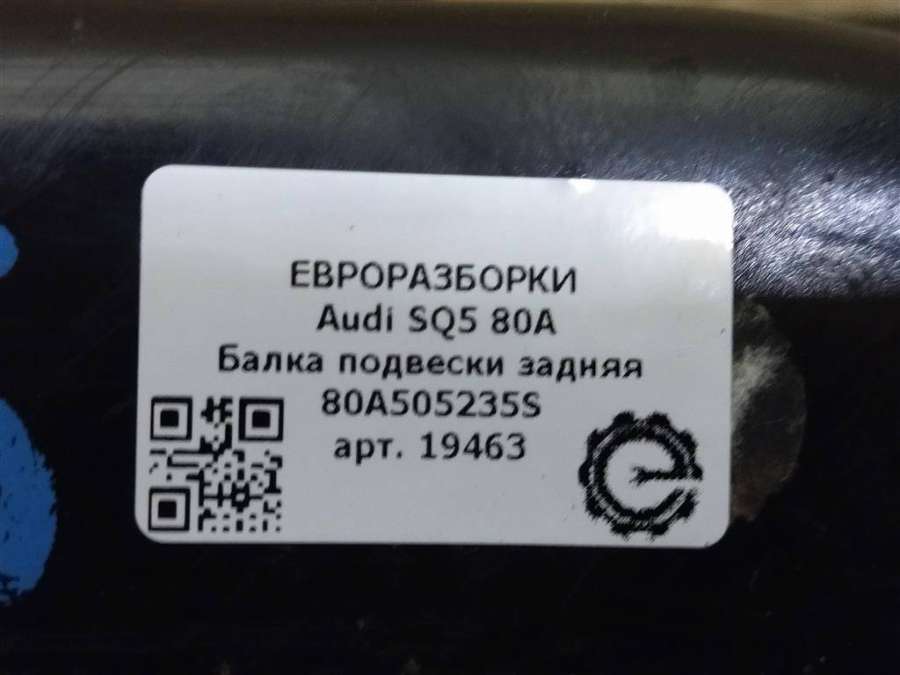 ЕВРОРАЗБОРКИ
Audi SQ5 80A
Балка подвески задняя
80A505235S
арт. 19463